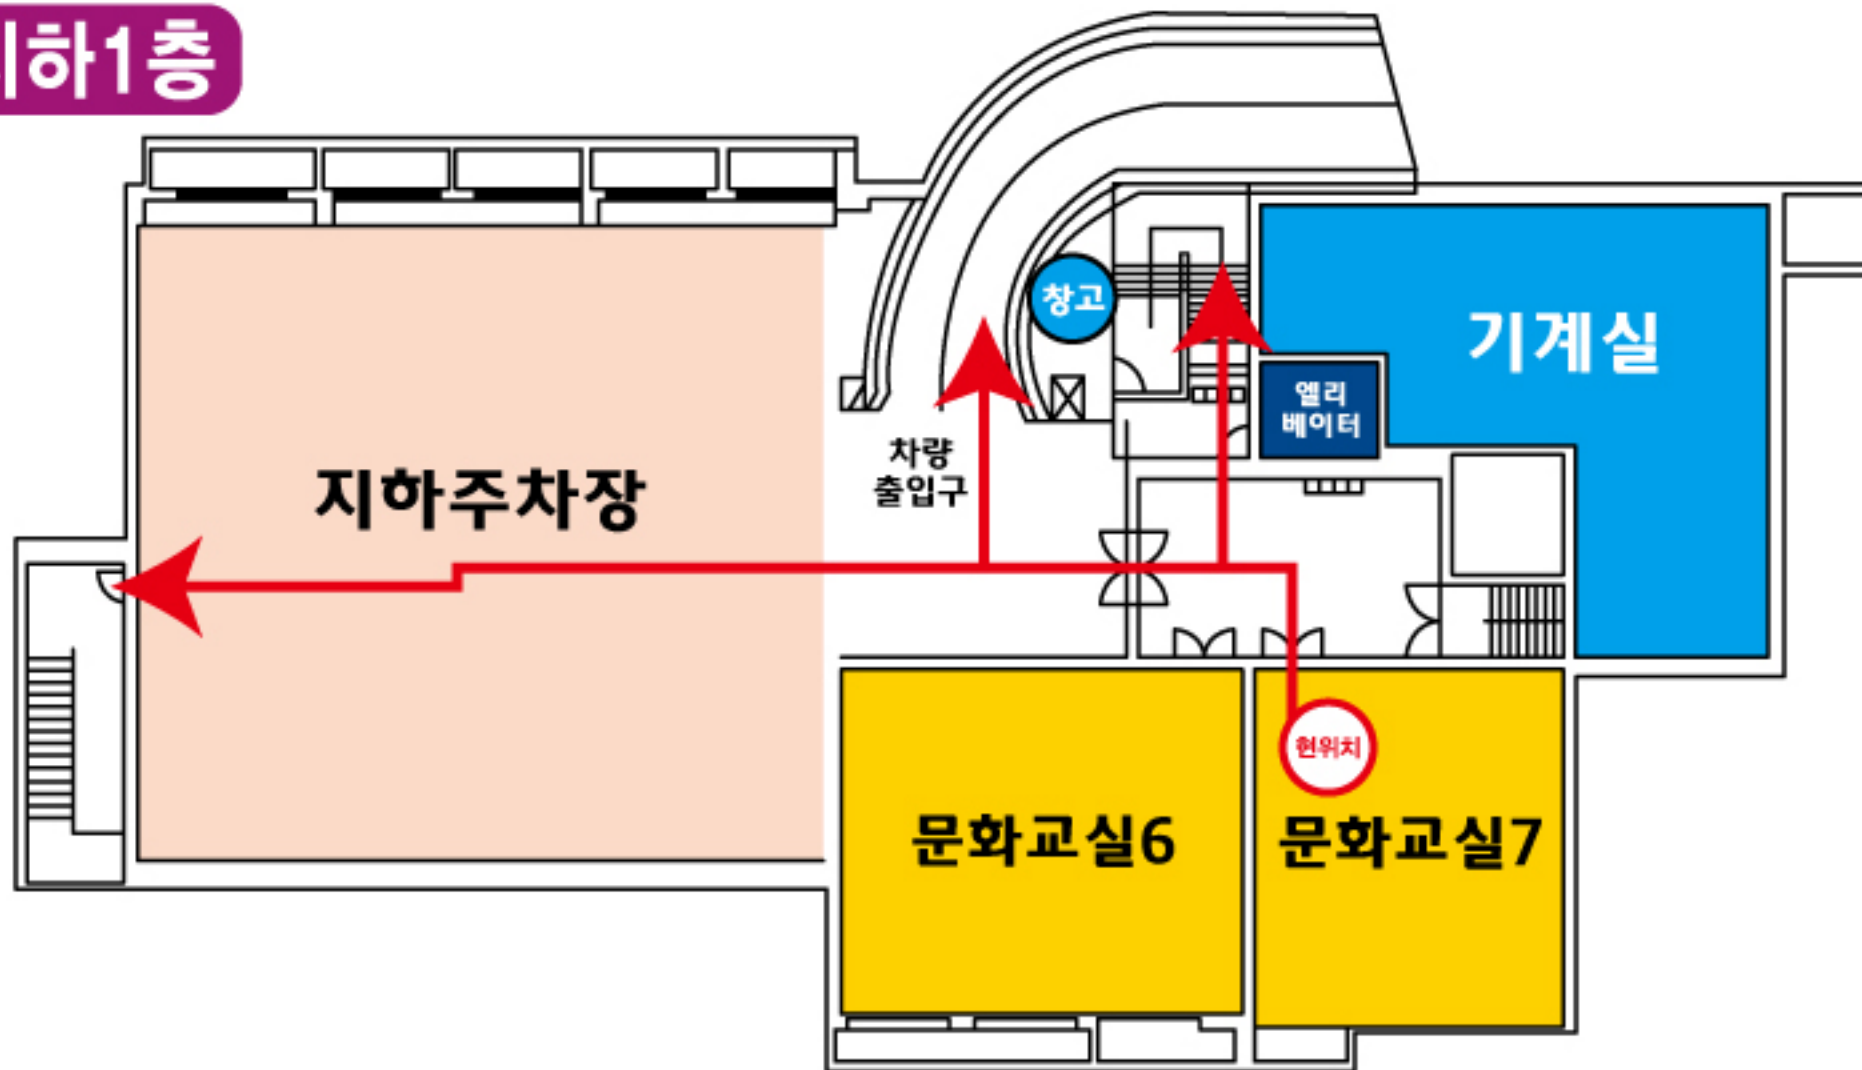 지하1층
창고
기계실
엘리
베이터
차량
출입구
지하주차장
현위치
문화교실6
문화교실7